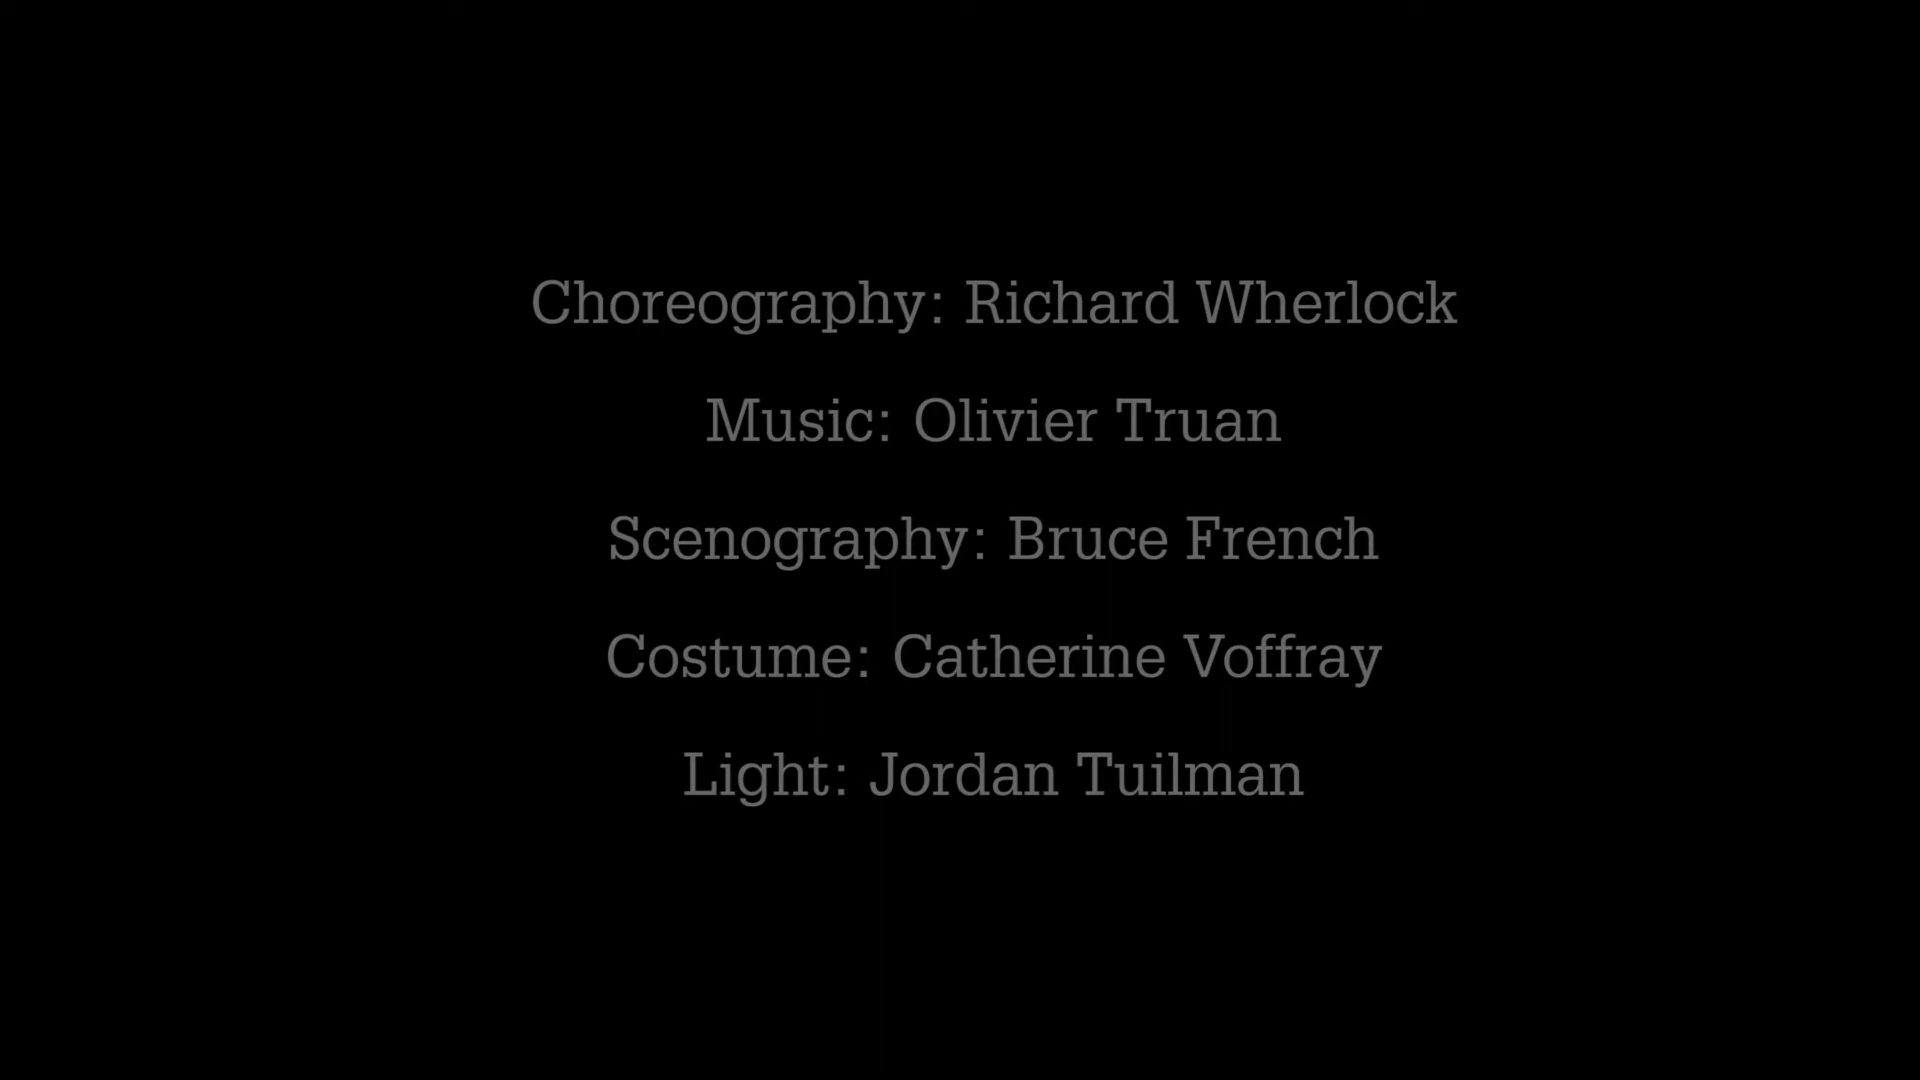 Choreography: Richard Wherlock
Music: Olivier Truan
Scenography: Bruce French
Costume: Catherine Voffray
Light: Jordan Tuilman